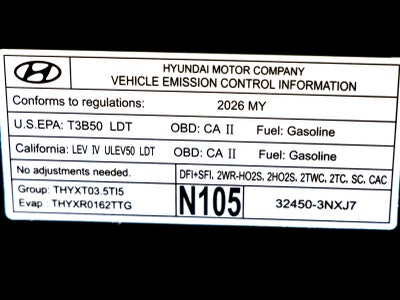 HYUNDAI MOTOR COMPANY
VEHICLE EMISSION CONTROL INFORMATION
Conforms to regulations: 2026 MY
U.S.EPA: T3B50 LDT OBD: CA II Fuel: Gasoline
California: LEV IV ULEV50 LDT OBD: CA II Fuel: Gasoline
No adjustments needed. DFI+SFI, 2WR-HO2S, 2HO2S, 2TWC, 2TC, SC, CAC
Group: THYXT03.5TI5
Evap THYXR0162TTG
N105
32450-3NXJ7